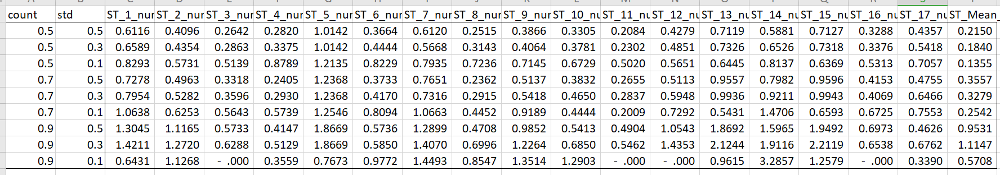 count std ST_1_nur ST_2_nur ST_3_nur ST_4_nur ST_5_nur ST_6_nur ST_7_nur ST_8_nur ST_9_nur ST_10_nu ST_11_nu ST_12_nu ST_13_nu ST_14_nu ST_15_nu ST_16_nu ST_17_nu ST_Mean_
0.5 0.5 0.6116 0.4096 0.2642 0.2820 1.0142 0.3664 0.6120 0.2515 0.3866 0.3305 0.2084 0.4279 0.7119 0.5881 0.7127 0.3288 0.4357 0.2150
0.5 0.3 0.6589 0.4354 0.2863 0.3375 1.0142 0.4444 0.5668 0.3143 0.4064 0.3781 0.2302 0.4851 0.7326 0.6526 0.7318 0.3376 0.5418 0.1840
0.5 0.1 0.8293 0.5731 0.5139 0.8789 1.2135 0.8229 0.7935 0.7236 0.7145 0.6729 0.5020 0.5651 0.6445 0.8137 0.6369 0.5313 0.7057 0.1355
0.7 0.5 0.7278 0.4963 0.3318 0.2405 1.2368 0.3733 0.7651 0.2362 0.5137 0.3832 0.2655 0.5113 0.9557 0.7982 0.9596 0.4153 0.4755 0.3557
0.7 0.3 0.7954 0.5282 0.3596 0.2930 1.2368 0.4170 0.7316 0.2915 0.5418 0.4650 0.2837 0.5948 0.9936 0.9211 0.9943 0.4069 0.6466 0.3279
0.7 0.1 1.0638 0.6253 0.5643 0.5739 1.2546 0.8094 1.0663 0.4452 0.9189 0.4444 0.2009 0.7292 0.5431 1.4706 0.6593 0.6725 0.7553 0.2542
0.9 0.5 1.3045 1.1165 0.5733 0.4147 1.8669 0.5736 1.2899 0.4708 0.9852 0.5413 0.4904 1.0543 1.8692 1.5965 1.9492 0.6973 0.4626 0.9531
0.9 0.3 1.4211 1.2720 0.6288 0.5129 1.8669 0.5850 1.4070 0.6996 1.2264 0.6850 0.5462 1.4353 2.1244 1.9116 2.2119 0.6538 0.6762 1.1147
0.9 0.1 0.6431 1.1268 - .000 0.3559 0.7673 0.9772 1.4493 0.8547 1.3514 1.2903 - .000 - .000 0.9615 3.2857 1.2579 - .000 0.3390 0.5708